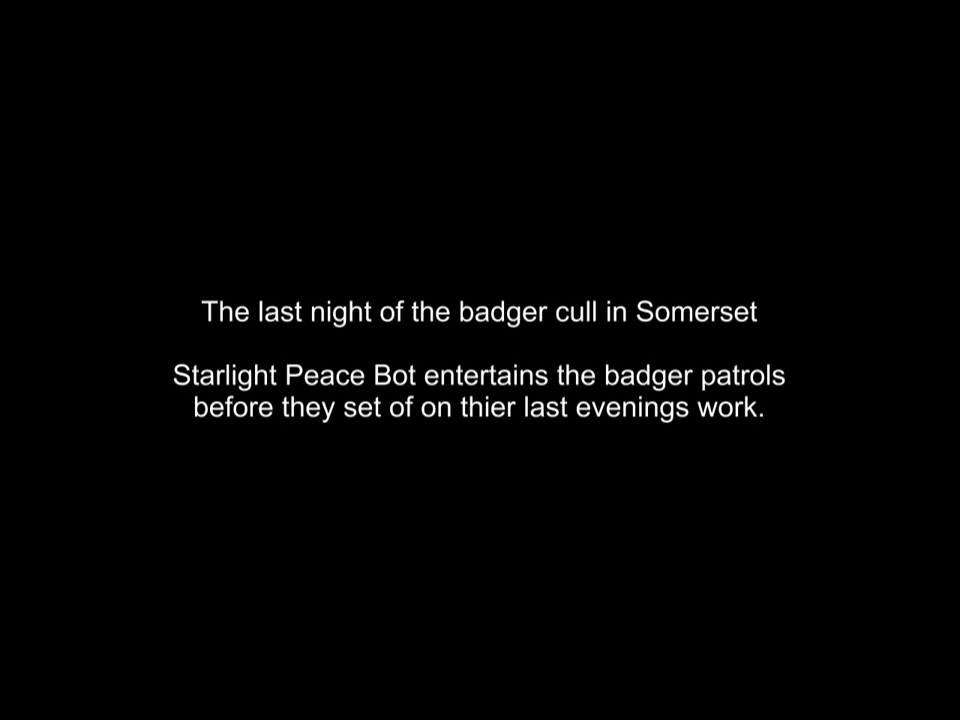 The last night of the badger cull in Somerset
Starlight Peace Bot entertains the badger patrols
before they set of on thier last evenings work.